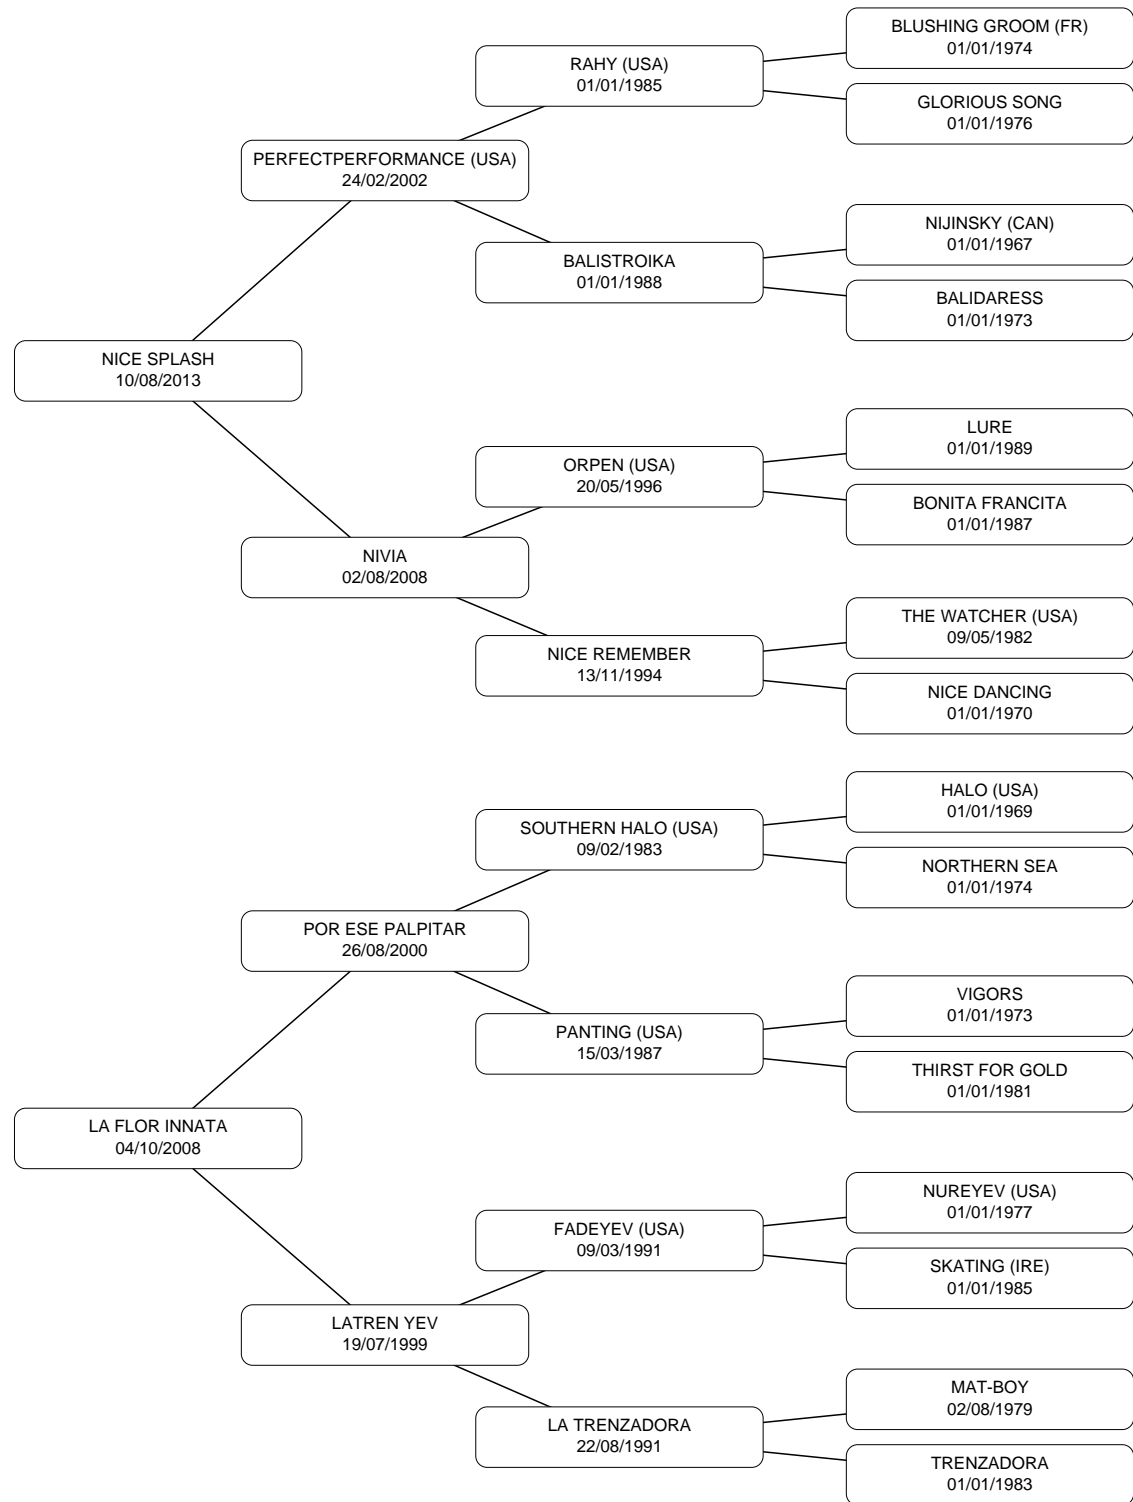 BLUSHING GROOM (FR)
01/01/1974
RAHY (USA)
01/01/1985
GLORIOUS SONG
01/01/1976
PERFECTPERFORMANCE (USA)
24/02/2002
NIJINSKY (CAN)
01/01/1967
BALISTROIKA
01/01/1988
BALIDARESS
01/01/1973
NICE SPLASH
10/08/2013
LURE
01/01/1989
ORPEN (USA)
20/05/1996
BONITA FRANCITA
01/01/1987
NIVIA
02/08/2008
THE WATCHER (USA)
09/05/1982
NICE REMEMBER
13/11/1994
NICE DANCING
01/01/1970
HALO (USA)
01/01/1969
SOUTHERN HALO (USA)
09/02/1983
NORTHERN SEA
01/01/1974
POR ESE PALPITAR
26/08/2000
VIGORS
01/01/1973
PANTING (USA)
15/03/1987
THIRST FOR GOLD
01/01/1981
LA FLOR INNATA
04/10/2008
NUREYEV (USA)
01/01/1977
FADEYEV (USA)
09/03/1991
SKATING (IRE)
01/01/1985
LATREN YEV
19/07/1999
MAT-BOY
02/08/1979
LA TRENZADORA
22/08/1991
TRENZADORA
01/01/1983